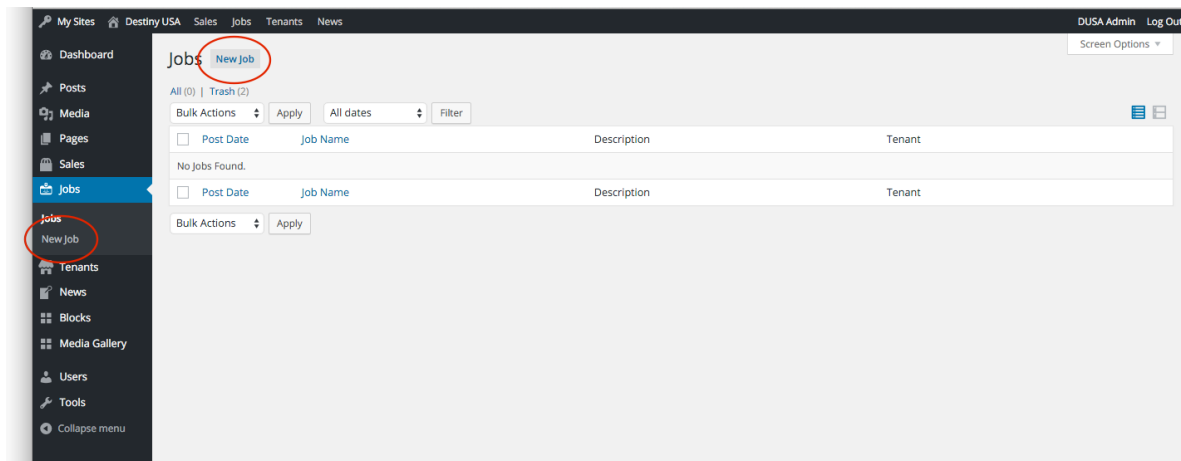 My Sites Destiny USA Sales Jobs Tenants News DUSA Admin Log Out
Screen Options
Dashboard
Posts
Media
Pages
Sales
Jobs
Jobs
New Job
Tenants
News
Blocks
Media Gallery
Users
Tools
Collapse menu
Jobs New Job
All (0) | Trash (2)
Bulk Actions Apply All dates Filter
Post Date Job Name Description Tenant
No Jobs Found.
Post Date Job Name Description Tenant
Bulk Actions Apply